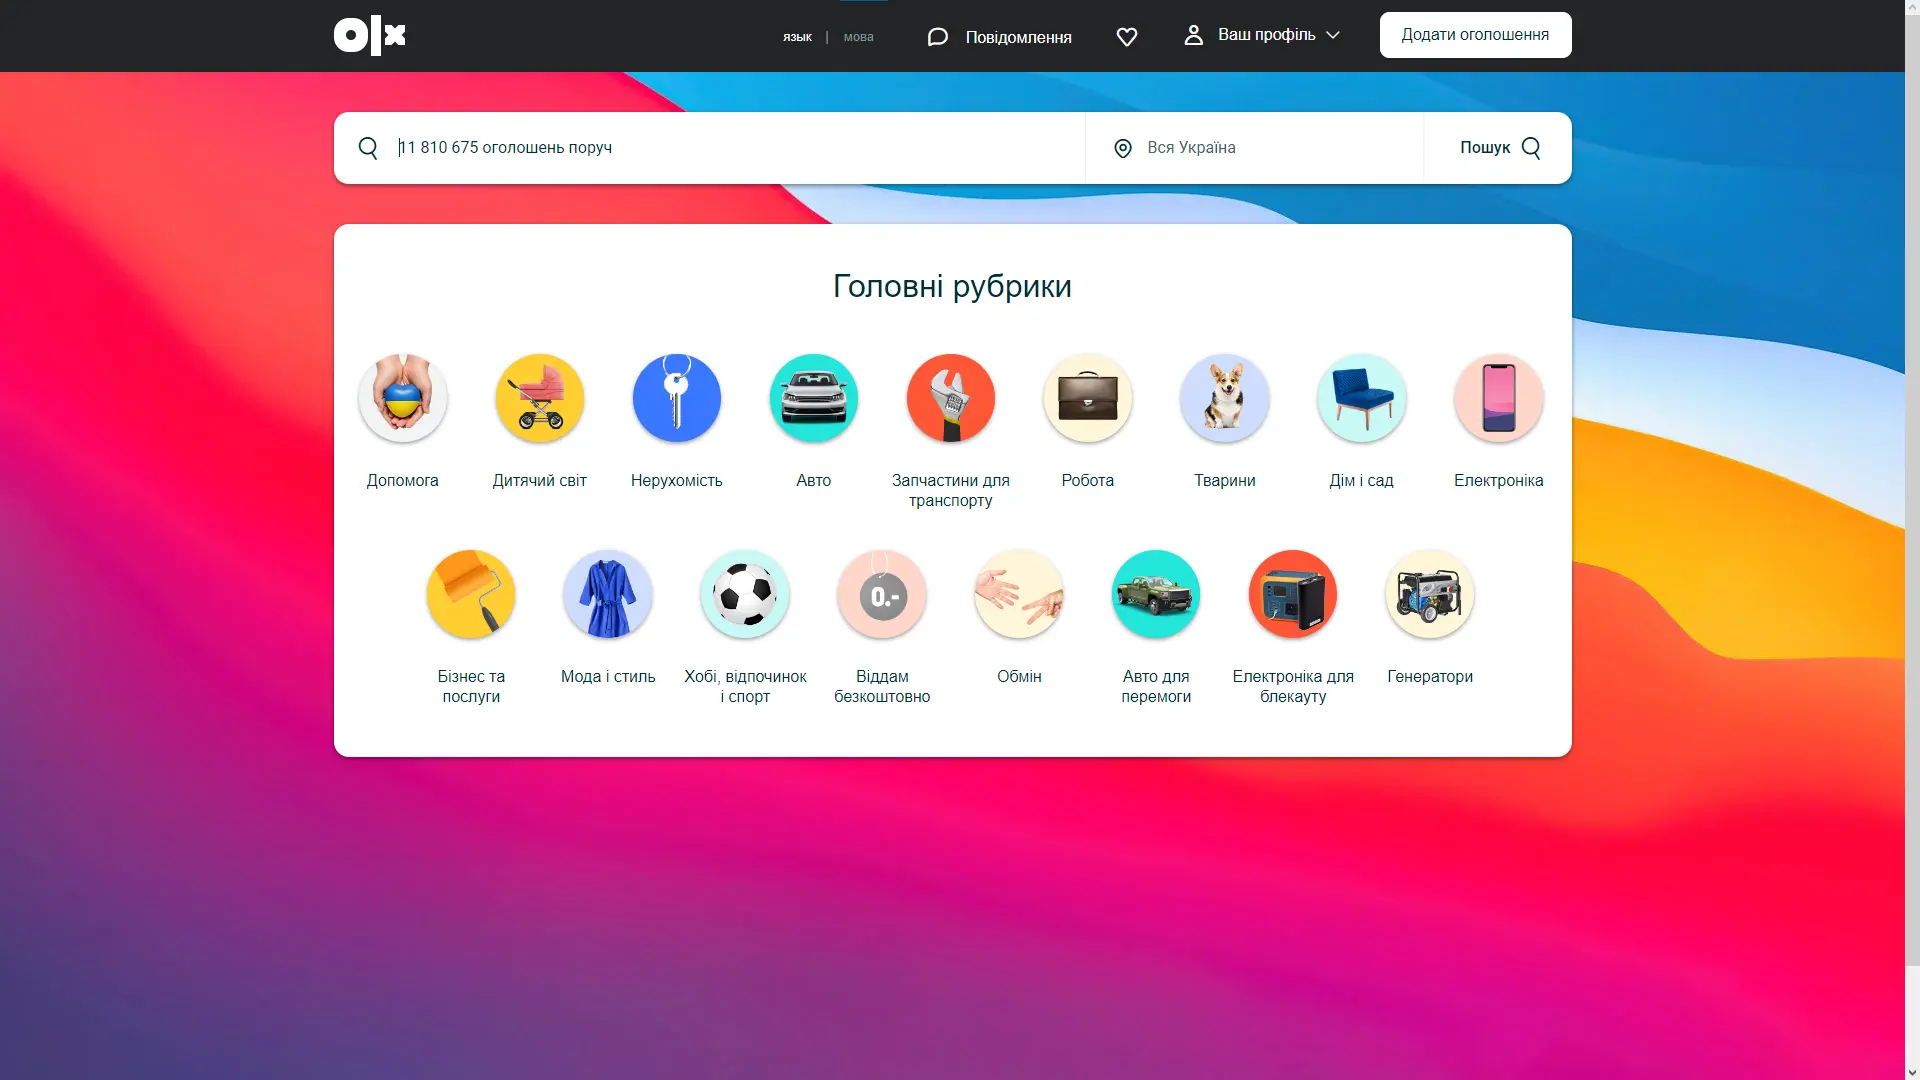 olx
язык | мова
Повідомлення
Ваш профіль
Додати оголошення
11 810 675 оголошень поруч
Вся Україна
Пошук
Головні рубрики
Допомога
Дитячий світ
Нерухомість
Авто
Запчастини для
транспорту
Робота
Тварини
Дім і сад
Електроніка
0.-
Бізнес та
послуги
Мода і стиль
Хобі, відпочинок
і спорт
Віддам
безкоштовно
Обмін
Авто для
перемоги
Електроніка для
блекауту
Генератори